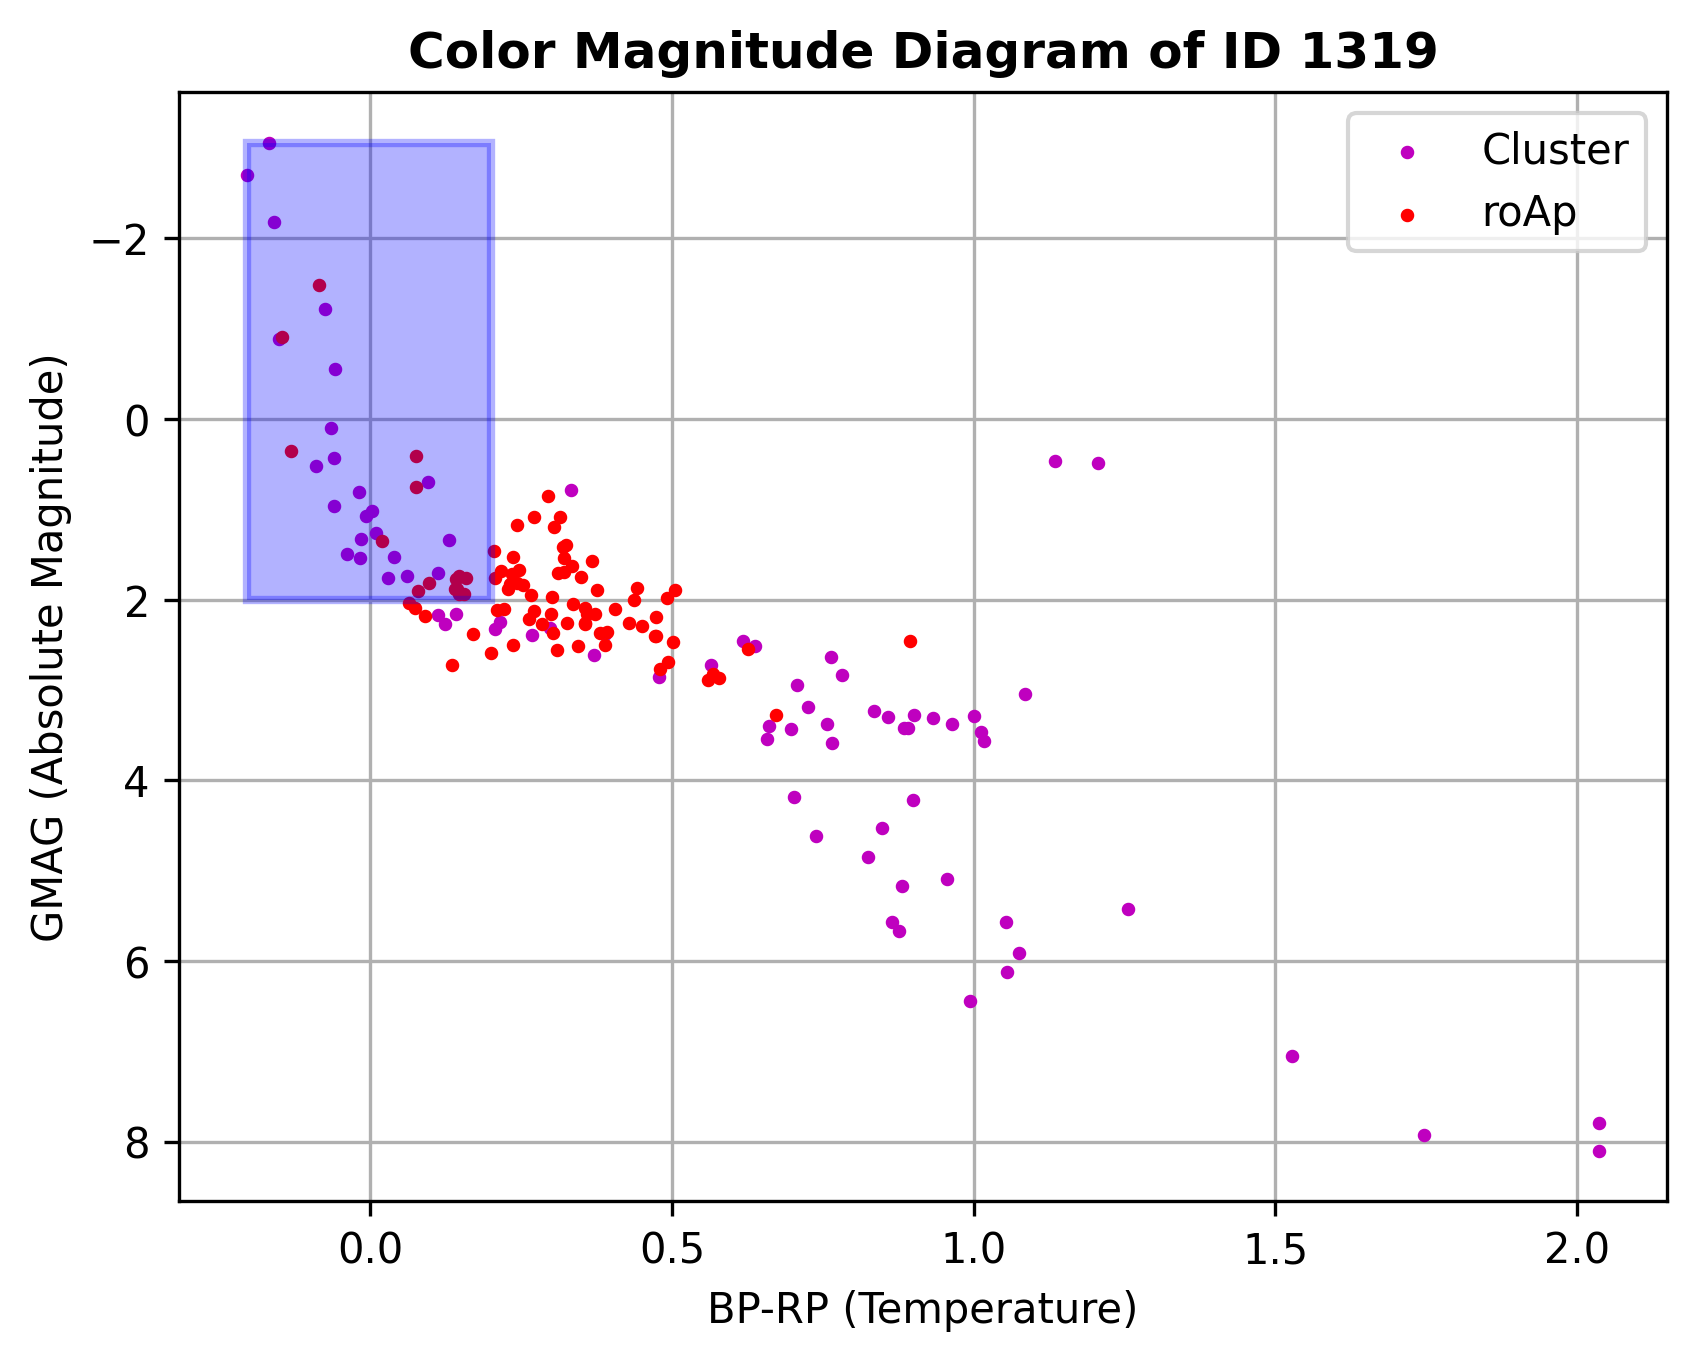 Color Magnitude Diagram of ID 1319
Cluster
roAp
GMAG (Absolute Magnitude)
−2
0
2
4
6
8
0.0 0.5 1.0 1.5 2.0
BP-RP (Temperature)